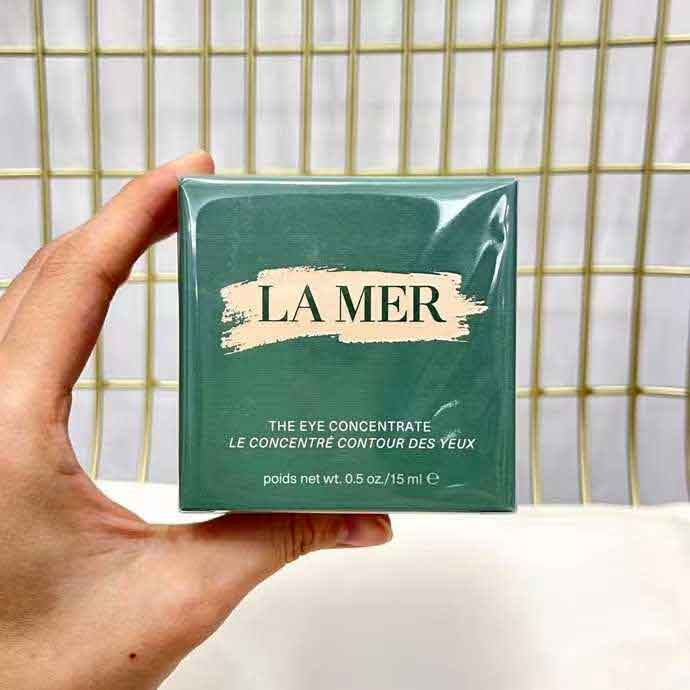 LA MER
THE EYE CONCENTRATE
LE CONCENTRÉ CONTOUR DES YEUX
poids net wt. 0.5 oz./15 ml ℮